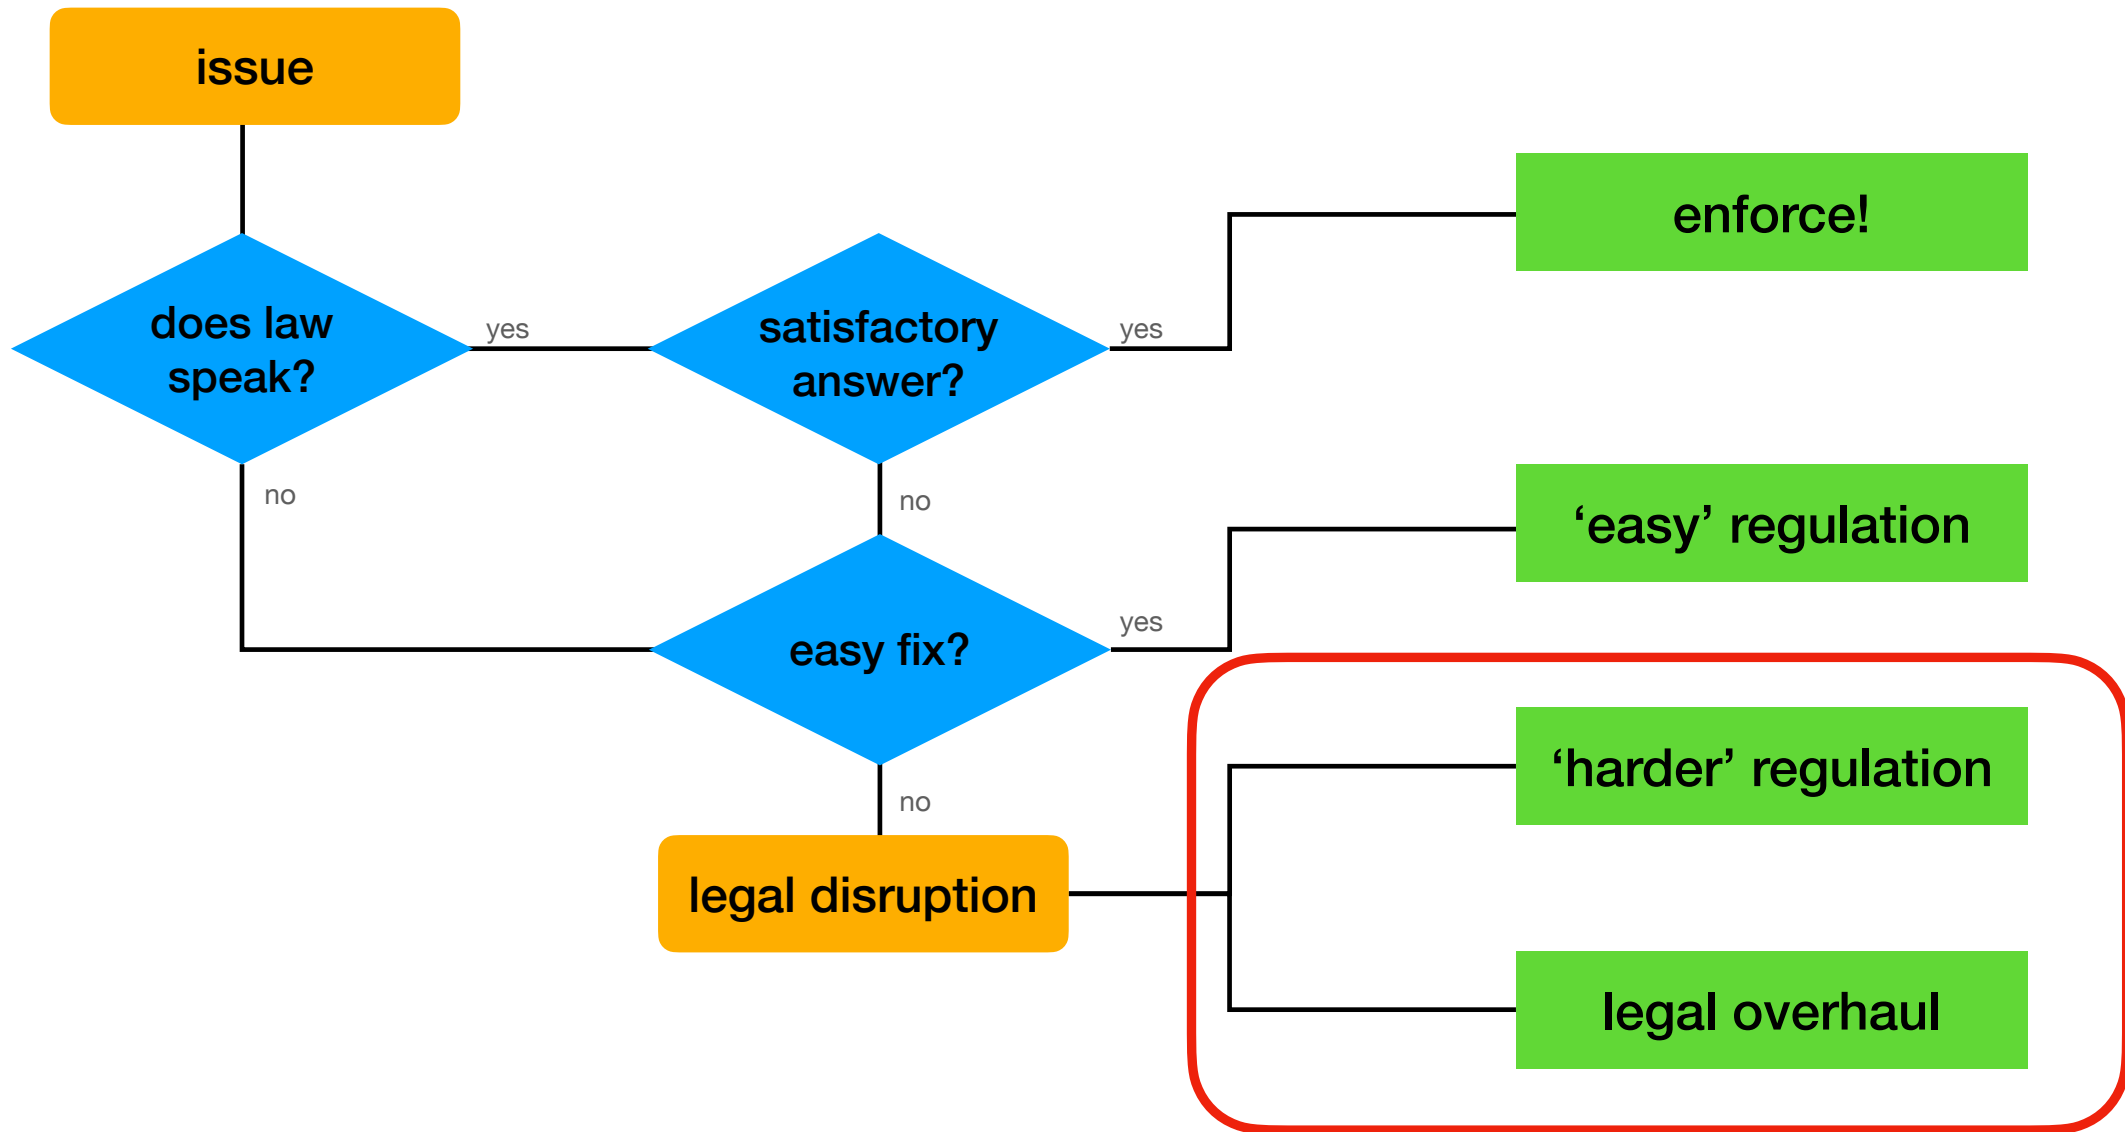 issue
does law
speak?
yes
satisfactory
answer?
yes
enforce!
no
no
‘easy’ regulation
easy fix?
yes
‘harder’ regulation
no
legal disruption
legal overhaul